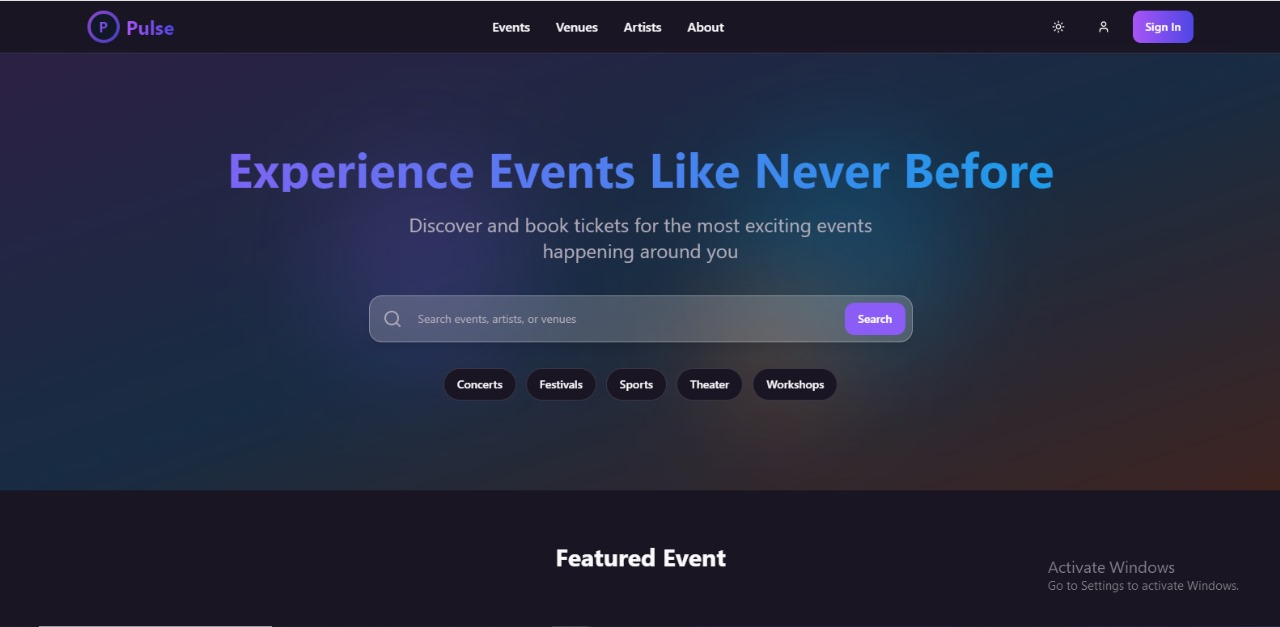 P Pulse
Events Venues Artists About
Sign In
Experience Events Like Never Before
Discover and book tickets for the most exciting events
happening around you
Search events, artists, or venues
Search
Concerts Festivals Sports Theater Workshops
Featured Event
Activate Windows
Go to Settings to activate Windows.